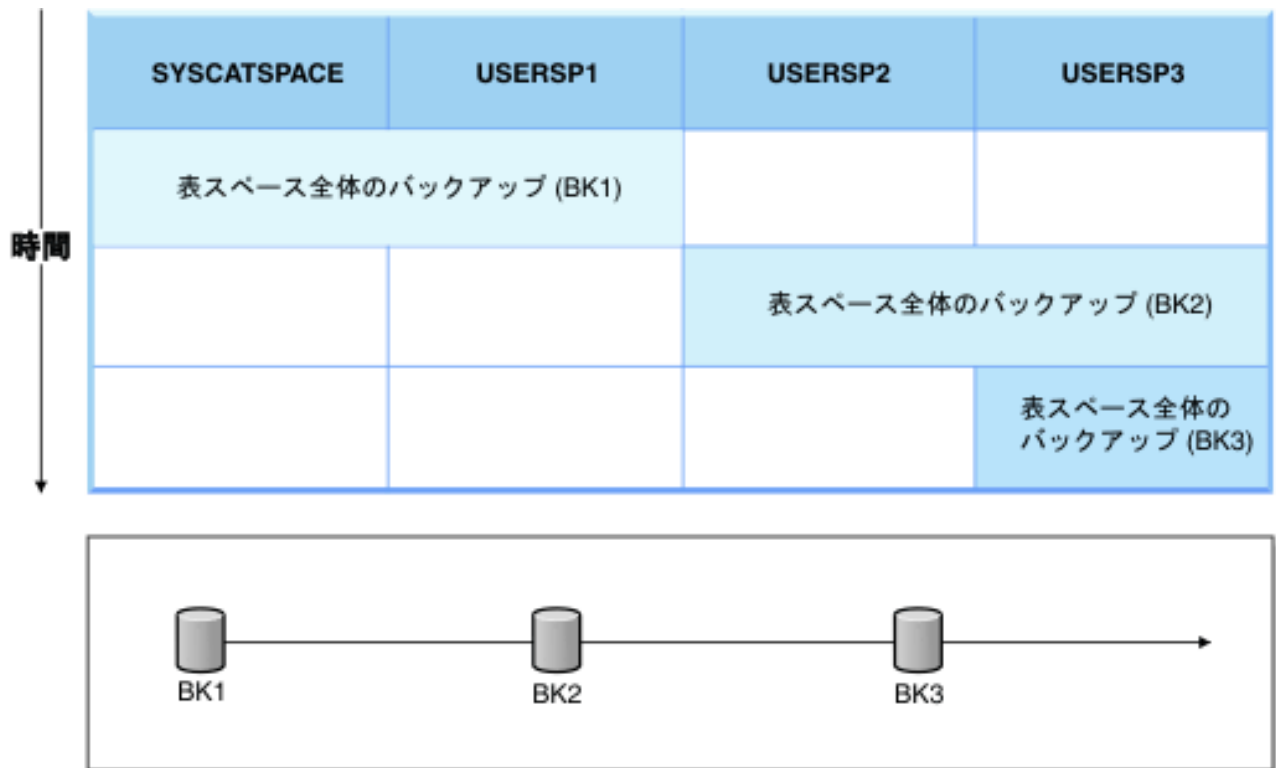 SYSCATSPACE
USERSP1
USERSP2
USERSP3
表スペース全体のバックアップ (BK1)
時間
表スペース全体のバックアップ (BK2)
表スペース全体の
バックアップ (BK3)
BK1
BK2
BK3